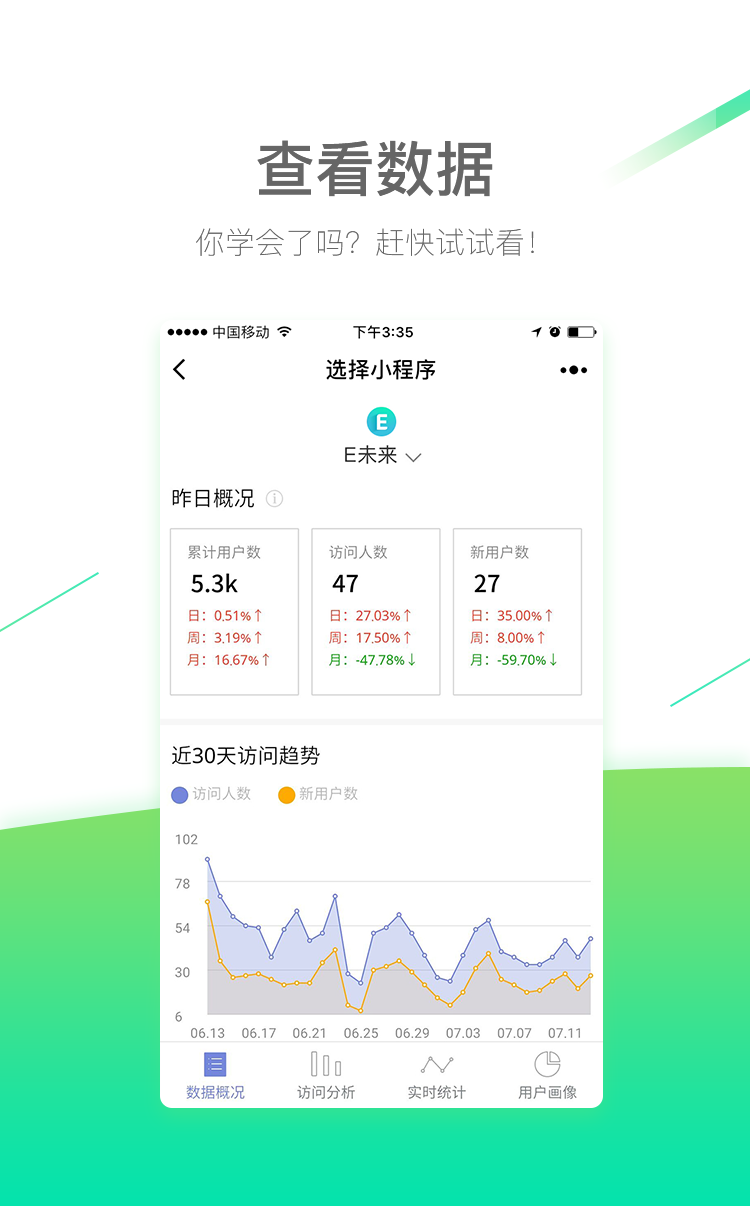 查看数据
你学会了吗？赶快试试看！
中国移动 下午3:35
选择小程序
E
E未来
昨日概况
累计用户数 访问人数 新用户数
5.3k 47 27
日：0.51%↑ 日：27.03%↑ 日：35.00%↑
周：3.19%↑ 周：17.50%↑ 周：8.00%↑
月：16.67%↑ 月：-47.78%↓ 月：-59.70%↓
近30天访问趋势
访问人数 新用户数
102
78
54
30
6
06.13 06.17 06.21 06.25 06.29 07.03 07.07 07.11
数据概况 访问分析 实时统计 用户画像